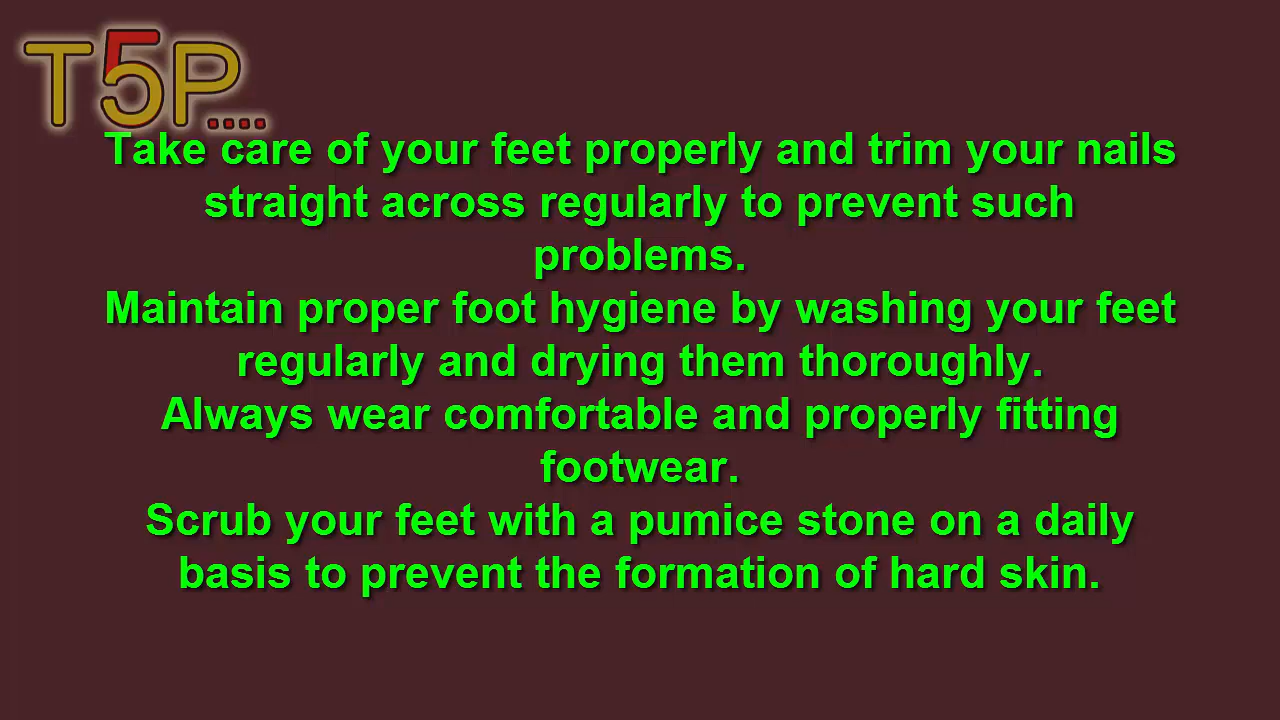 T5P....
Take care of your feet properly and trim your nails
straight across regularly to prevent such
problems.
Maintain proper foot hygiene by washing your feet
regularly and drying them thoroughly.
Always wear comfortable and properly fitting
footwear.
Scrub your feet with a pumice stone on a daily
basis to prevent the formation of hard skin.